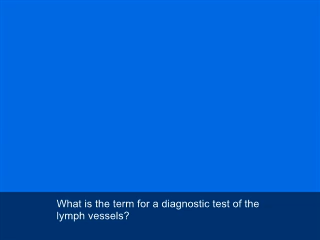 What is the term for a diagnostic test of the
lymph vessels?